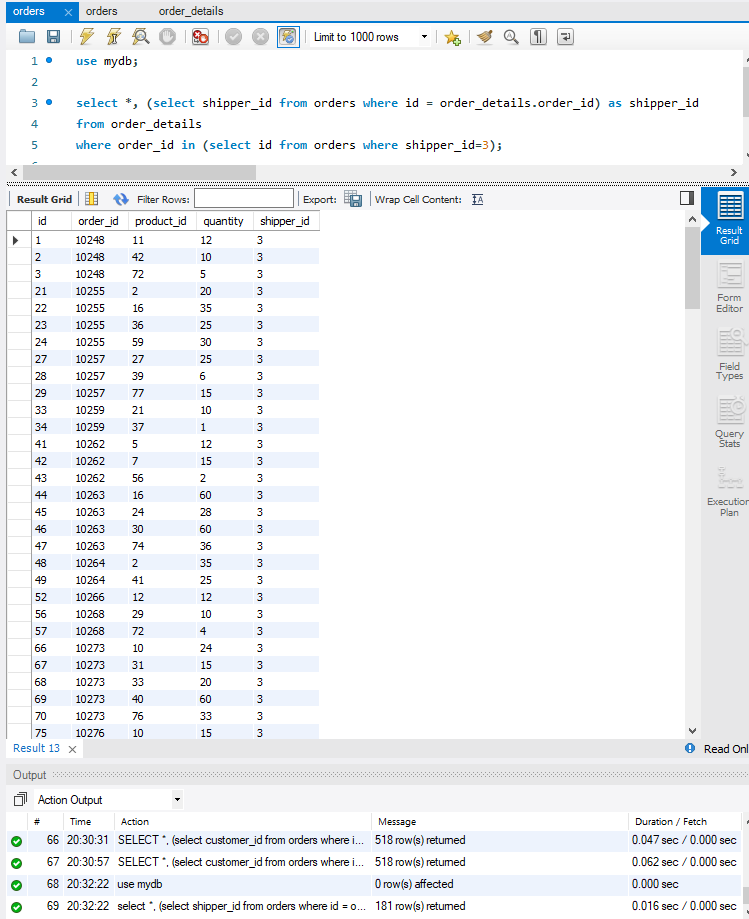 orders × orders order_details
Limit to 1000 rows
1 use mydb;
2
3 select *, (select shipper_id from orders where id = order_details.order_id) as shipper_id
4 from order_details
5 where order_id in (select id from orders where shipper_id=3);
Result Grid Filter Rows: Export: Wrap Cell Content: IA
id order_id product_id quantity shipper_id
1 10248 11 12 3
2 10248 42 10 3
3 10248 72 5 3
21 10255 2 20 3
22 10255 16 35 3
23 10255 36 25 3
24 10255 59 30 3
27 10257 27 25 3
28 10257 39 6 3
29 10257 77 15 3
33 10259 21 10 3
34 10259 37 1 3
41 10262 5 12 3
42 10262 7 15 3
43 10262 56 2 3
44 10263 16 60 3
45 10263 24 28 3
46 10263 30 60 3
47 10263 74 36 3
48 10264 2 35 3
49 10264 41 25 3
52 10266 12 12 3
56 10268 29 10 3
57 10268 72 4 3
66 10273 10 24 3
67 10273 31 15 3
68 10273 33 20 3
69 10273 40 60 3
70 10273 76 33 3
75 10276 10 15 3
Result
Grid
Form
Editor
Field
Types
Query
Stats
Execution
Plan
Result 13 × Read Onl
Output
Action Output
# Time Action Message Duration / Fetch
66 20:30:31 SELECT *, (select customer_id from orders where i... 518 row(s) returned 0.047 sec / 0.000 sec
67 20:30:57 SELECT *, (select customer_id from orders where i... 518 row(s) returned 0.062 sec / 0.000 sec
68 20:32:22 use mydb 0 row(s) affected 0.000 sec
69 20:32:22 select *, (select shipper_id from orders where id = o... 181 row(s) returned 0.016 sec / 0.000 sec